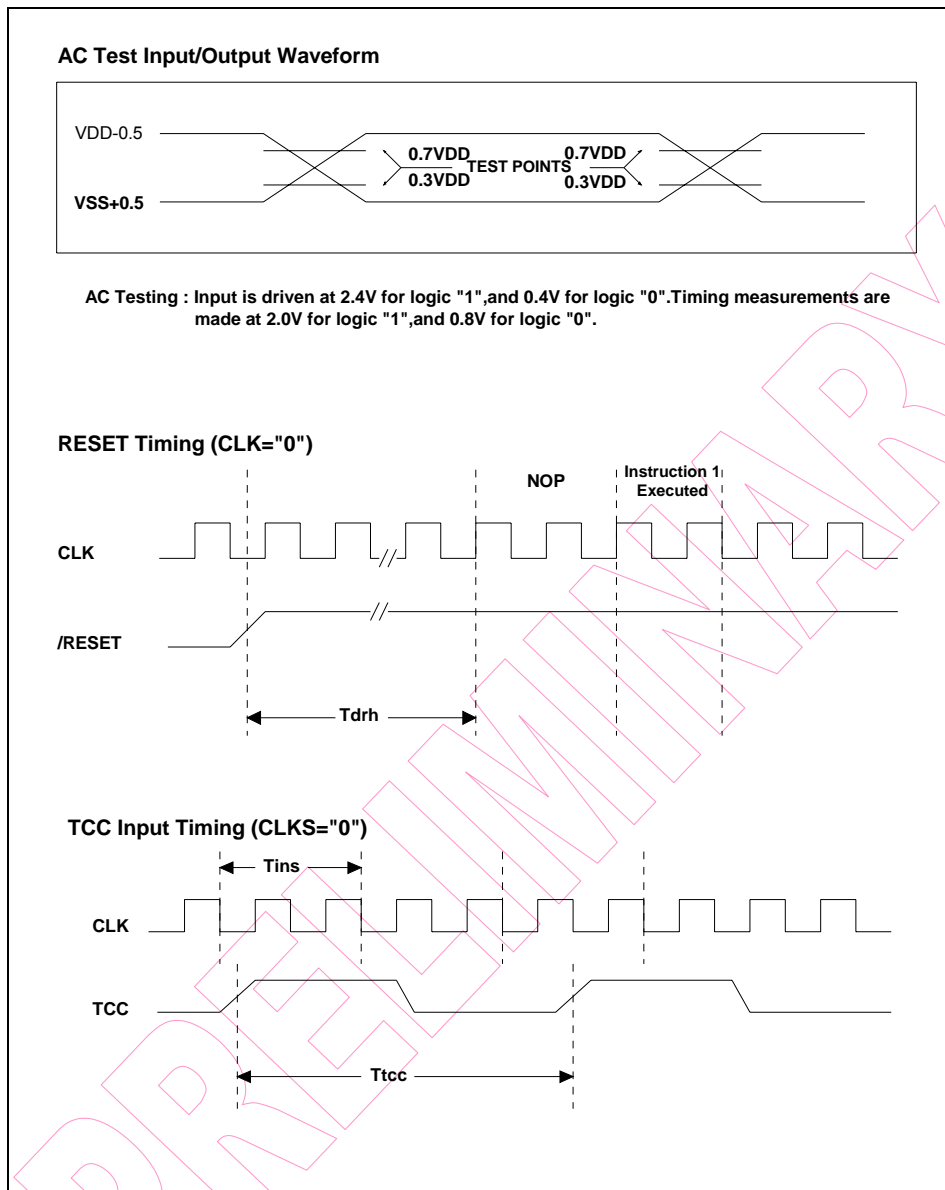 AC Test Input/Output Waveform
VDD-0.5
VSS+0.5
0.7VDD
0.3VDD
TEST POINTS
0.7VDD
0.3VDD
AC Testing : Input is driven at 2.4V for logic "1",and 0.4V for logic "0".Timing measurements are
made at 2.0V for logic "1",and 0.8V for logic "0".
RESET Timing (CLK="0")
NOP
Instruction 1
Executed
CLK
/RESET
Tdrh
TCC Input Timing (CLKS="0")
Tins
CLK
TCC
Ttcc
PRELIMINARY